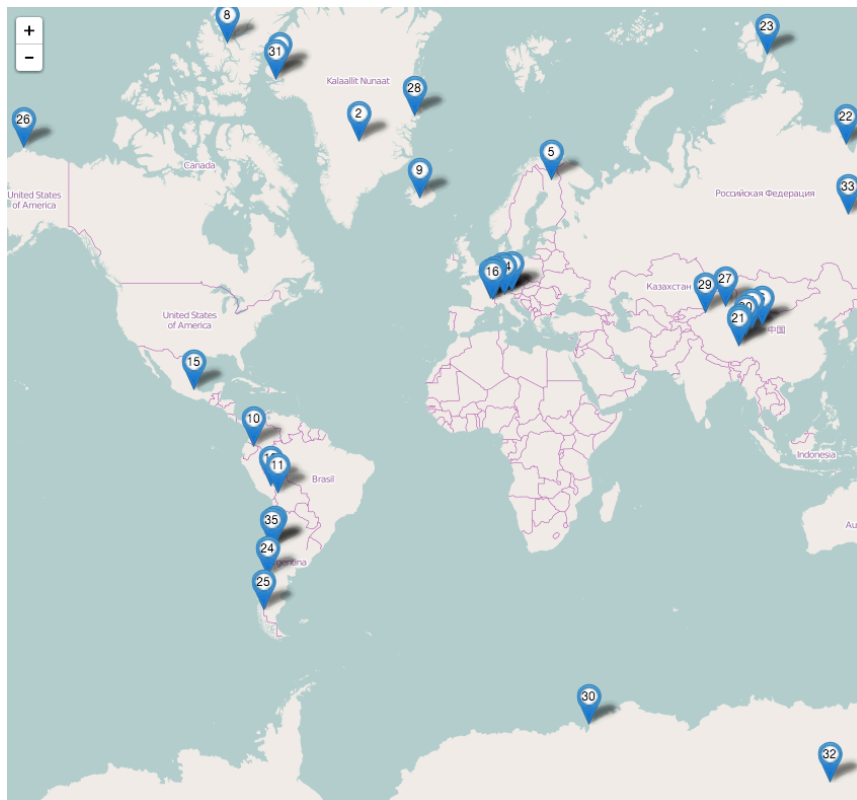 +
−
8
23
31
Kalaallit Nunaat
28
2
26
22
5
Canada
9
33
United States
of America
Российская Федерация
16
4
27
29
Казахстан
21
中国
United States
of America
15
10
11
Brasil
Indonesia
35
24
Au
25
30
32